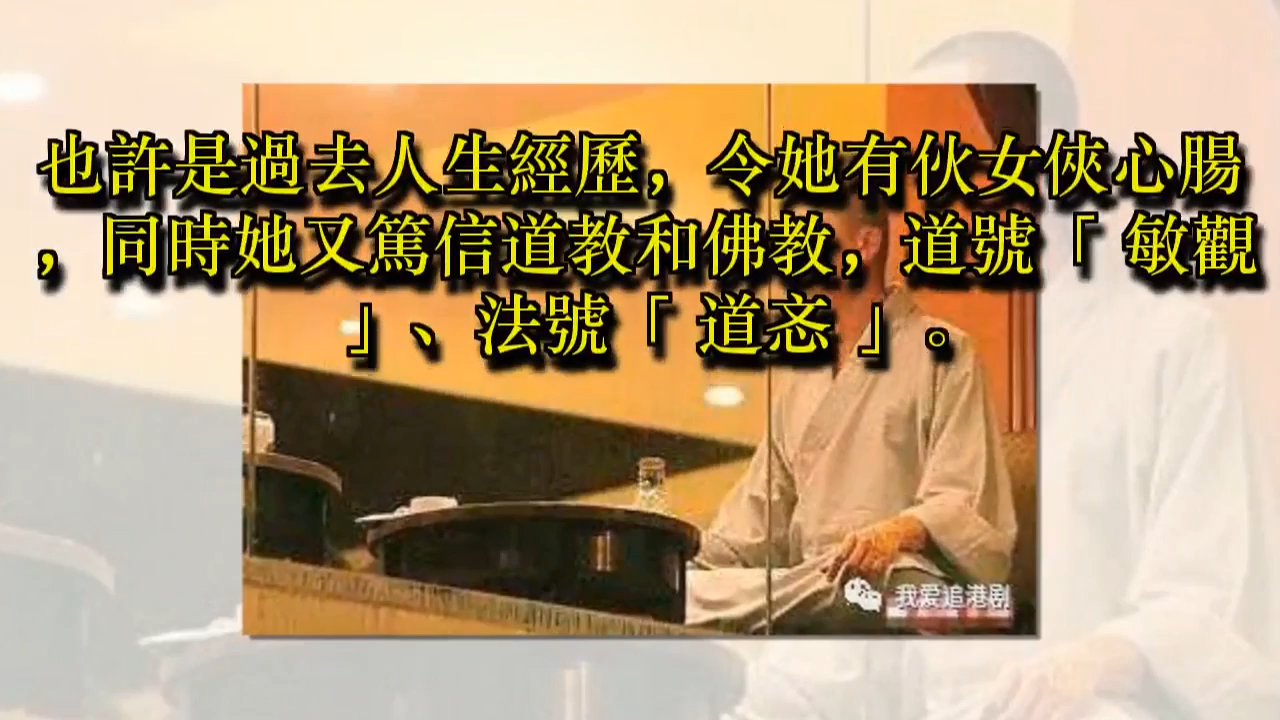 也許是過去人生經歷，令她有伙女俠心腸
，同時她又篤信道教和佛教，道號「 敏觀
」、法號「 道忞 」。
我爱追港剧